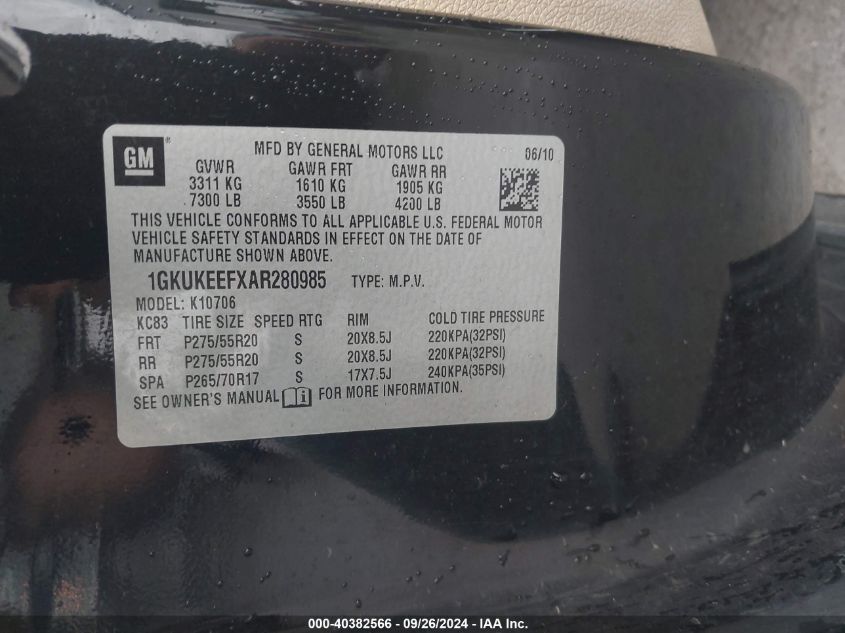 GM®
MFD BY GENERAL MOTORS LLC 06/10
GVWR GAWR FRT GAWR RR
3311 KG 1610 KG 1905 KG
7300 LB 3550 LB 4200 LB
THIS VEHICLE CONFORMS TO ALL APPLICABLE U.S. FEDERAL MOTOR
VEHICLE SAFETY STANDARDS IN EFFECT ON THE DATE OF
MANUFACTURE SHOWN ABOVE.
1GKUKEEFXAR280985 TYPE: M.P.V.
MODEL: K10706
KC83 TIRE SIZE SPEED RTG RIM COLD TIRE PRESSURE
FRT P275/55R20 S 20X8.5J 220KPA(32PSI)
RR P275/55R20 S 20X8.5J 220KPA(32PSI)
SPA P265/70R17 S 17X7.5J 240KPA(35PSI)
SEE OWNER'S MANUAL i FOR MORE INFORMATION.
000-40382566 - 09/26/2024 - IAA Inc.